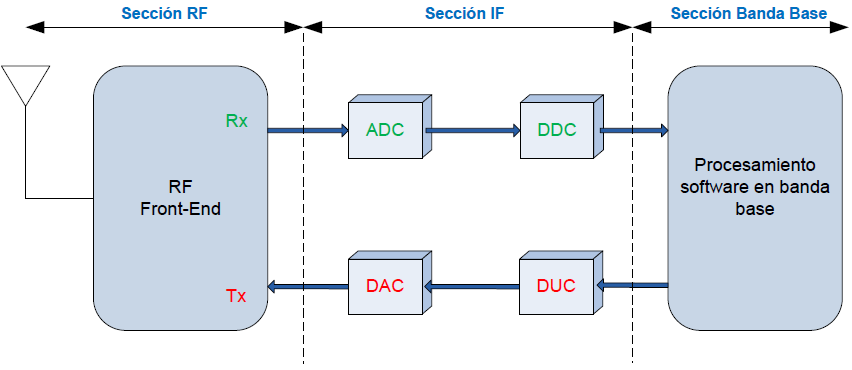 Sección RF
Sección IF
Sección Banda Base
Rx
ADC
DDC
RF
Front-End
Procesamiento
software en banda
base
Tx
DAC
DUC